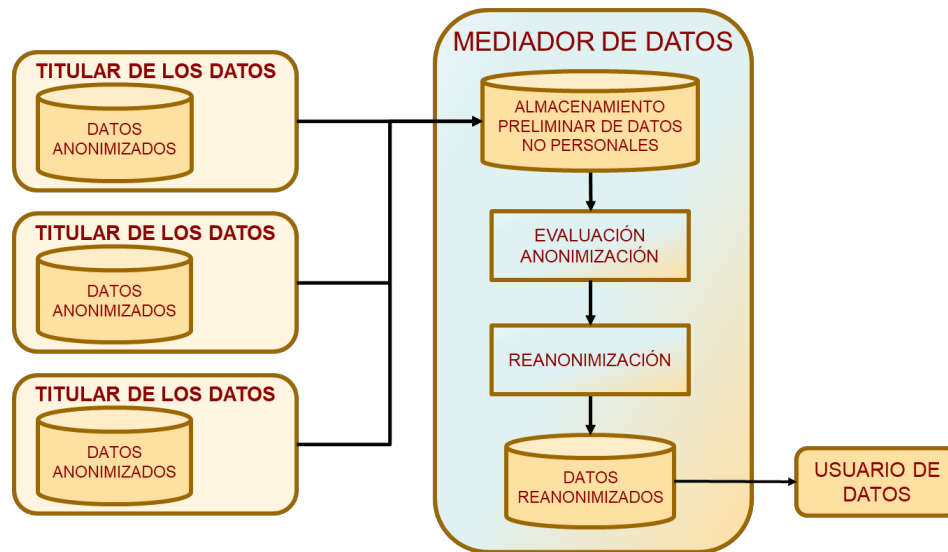 TITULAR DE LOS DATOS
DATOS
ANONIMIZADOS
TITULAR DE LOS DATOS
DATOS
ANONIMIZADOS
TITULAR DE LOS DATOS
DATOS
ANONIMIZADOS
MEDIADOR DE DATOS
ALMACENAMIENTO
PRELIMINAR DE DATOS
NO PERSONALES
EVALUACIÓN
ANONIMIZACIÓN
REANONIMIZACIÓN
DATOS
REANONIMIZADOS
USUARIO DE
DATOS